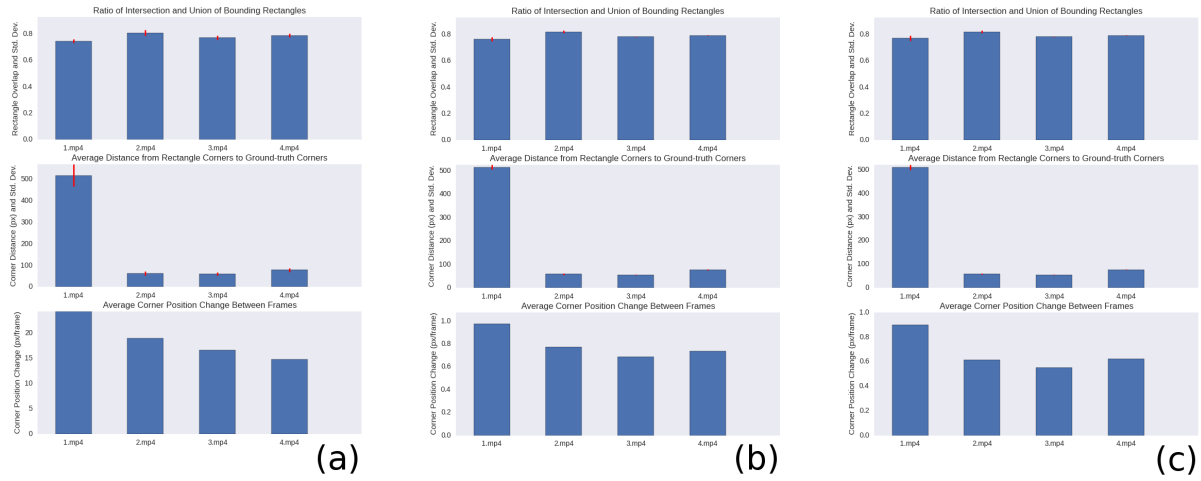 Ratio of Intersection and Union of Bounding Rectangles
Rectangle Overlap and Std. Dev.
0.8
0.6
0.4
0.2
0.0
1.mp4 2.mp4 3.mp4 4.mp4
Average Distance from Rectangle Corners to Ground-truth Corners
Corner Distance (px) and Std. Dev.
500
400
300
200
100
0
1.mp4 2.mp4 3.mp4 4.mp4
Average Corner Position Change Between Frames
Corner Position Change (px/frame)
20
15
10
5
0
1.mp4 2.mp4 3.mp4 4.mp4
(a)
Ratio of Intersection and Union of Bounding Rectangles
Rectangle Overlap and Std. Dev.
0.8
0.6
0.4
0.2
0.0
1.mp4 2.mp4 3.mp4 4.mp4
Average Distance from Rectangle Corners to Ground-truth Corners
Corner Distance (px) and Std. Dev.
500
400
300
200
100
0
1.mp4 2.mp4 3.mp4 4.mp4
Average Corner Position Change Between Frames
Corner Position Change (px/frame)
1.0
0.8
0.6
0.4
0.2
0.0
1.mp4 2.mp4 3.mp4 4.mp4
(b)
Ratio of Intersection and Union of Bounding Rectangles
Rectangle Overlap and Std. Dev.
0.8
0.6
0.4
0.2
0.0
1.mp4 2.mp4 3.mp4 4.mp4
Average Distance from Rectangle Corners to Ground-truth Corners
Corner Distance (px) and Std. Dev.
500
400
300
200
100
0
1.mp4 2.mp4 3.mp4 4.mp4
Average Corner Position Change Between Frames
Corner Position Change (px/frame)
1.0
0.8
0.6
0.4
0.2
0.0
1.mp4 2.mp4 3.mp4 4.mp4
(c)